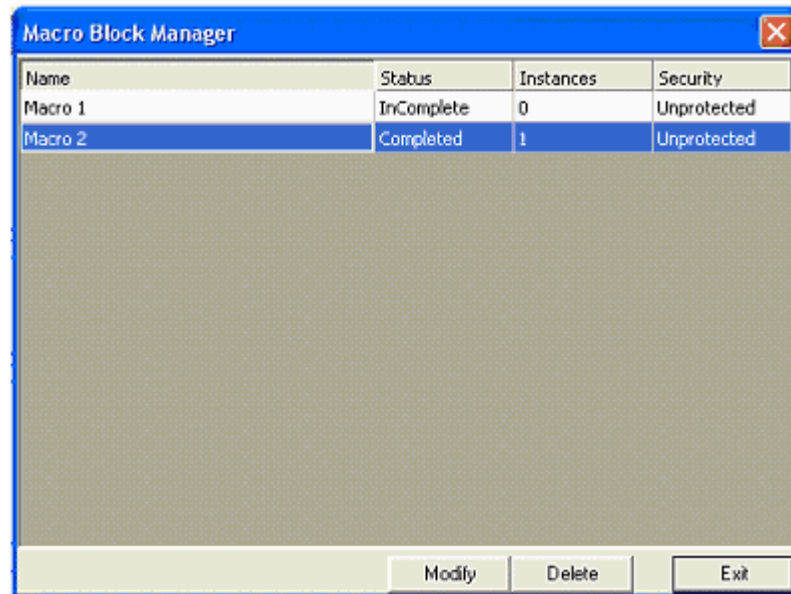 Macro Block Manager
Name Status Instances Security
Macro 1 InComplete 0 Unprotected
Macro 2 Completed 1 Unprotected
Modify Delete Exit